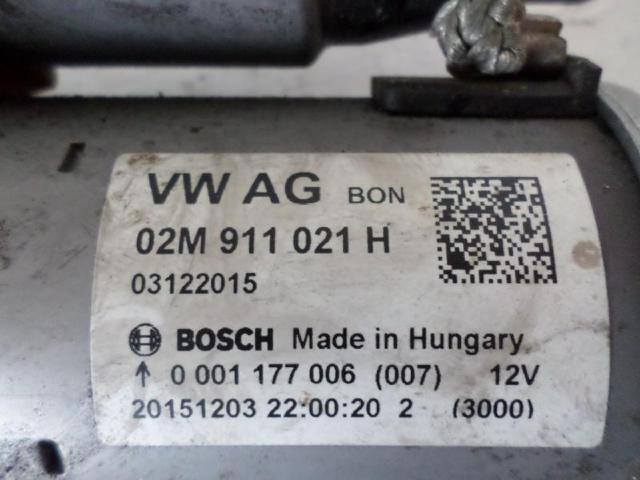 VW AG BON
02M 911 021 H
03122015
BOSCH Made in Hungary
↑ 0 001 177 006 (007) 12V
20151203 22:00:20 2 (3000)